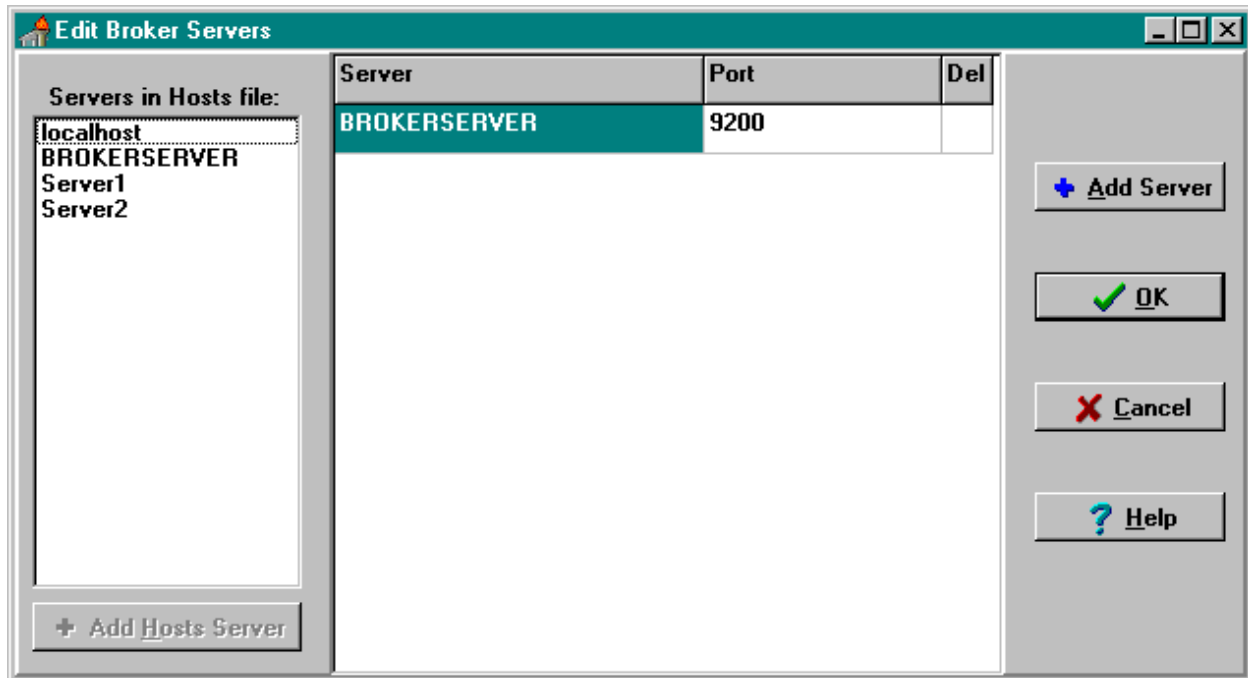 Edit Broker Servers
Servers in Hosts file:
localhost
BROKERSERVER
Server1
Server2
+ Add Hosts Server
Server Port Del
BROKERSERVER 9200
+ Add Server
OK
Cancel
? Help